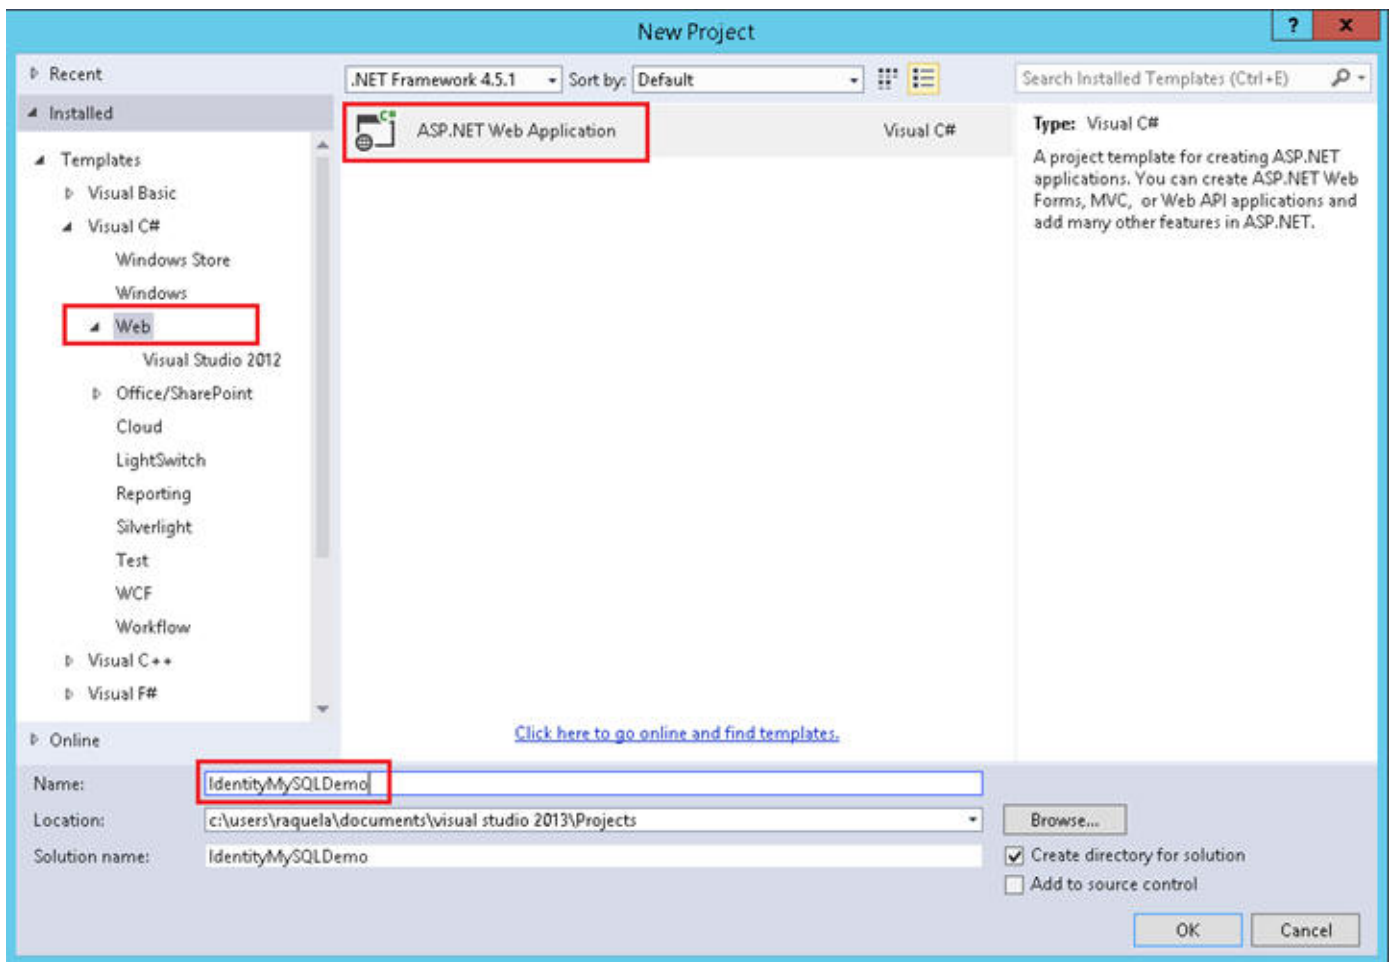 New Project
?
x
Recent
.NET Framework 4.5.1
Sort by: Default
Search Installed Templates (Ctrl+E)
Installed
Templates
Visual Basic
Visual C#
Windows Store
Windows
Web
Visual Studio 2012
Office/SharePoint
Cloud
LightSwitch
Reporting
Silverlight
Test
WCF
Workflow
Visual C++
Visual F#
Online
C#
ASP.NET Web Application Visual C#
Click here to go online and find templates.
Type: Visual C#
A project template for creating ASP.NET
applications. You can create ASP.NET Web
Forms, MVC, or Web API applications and
add many other features in ASP.NET.
Name: IdentityMySQLDemo
Location: c:\users\raquela\documents\visual studio 2013\Projects
Browse...
Solution name: IdentityMySQLDemo
Create directory for solution
Add to source control
OK
Cancel